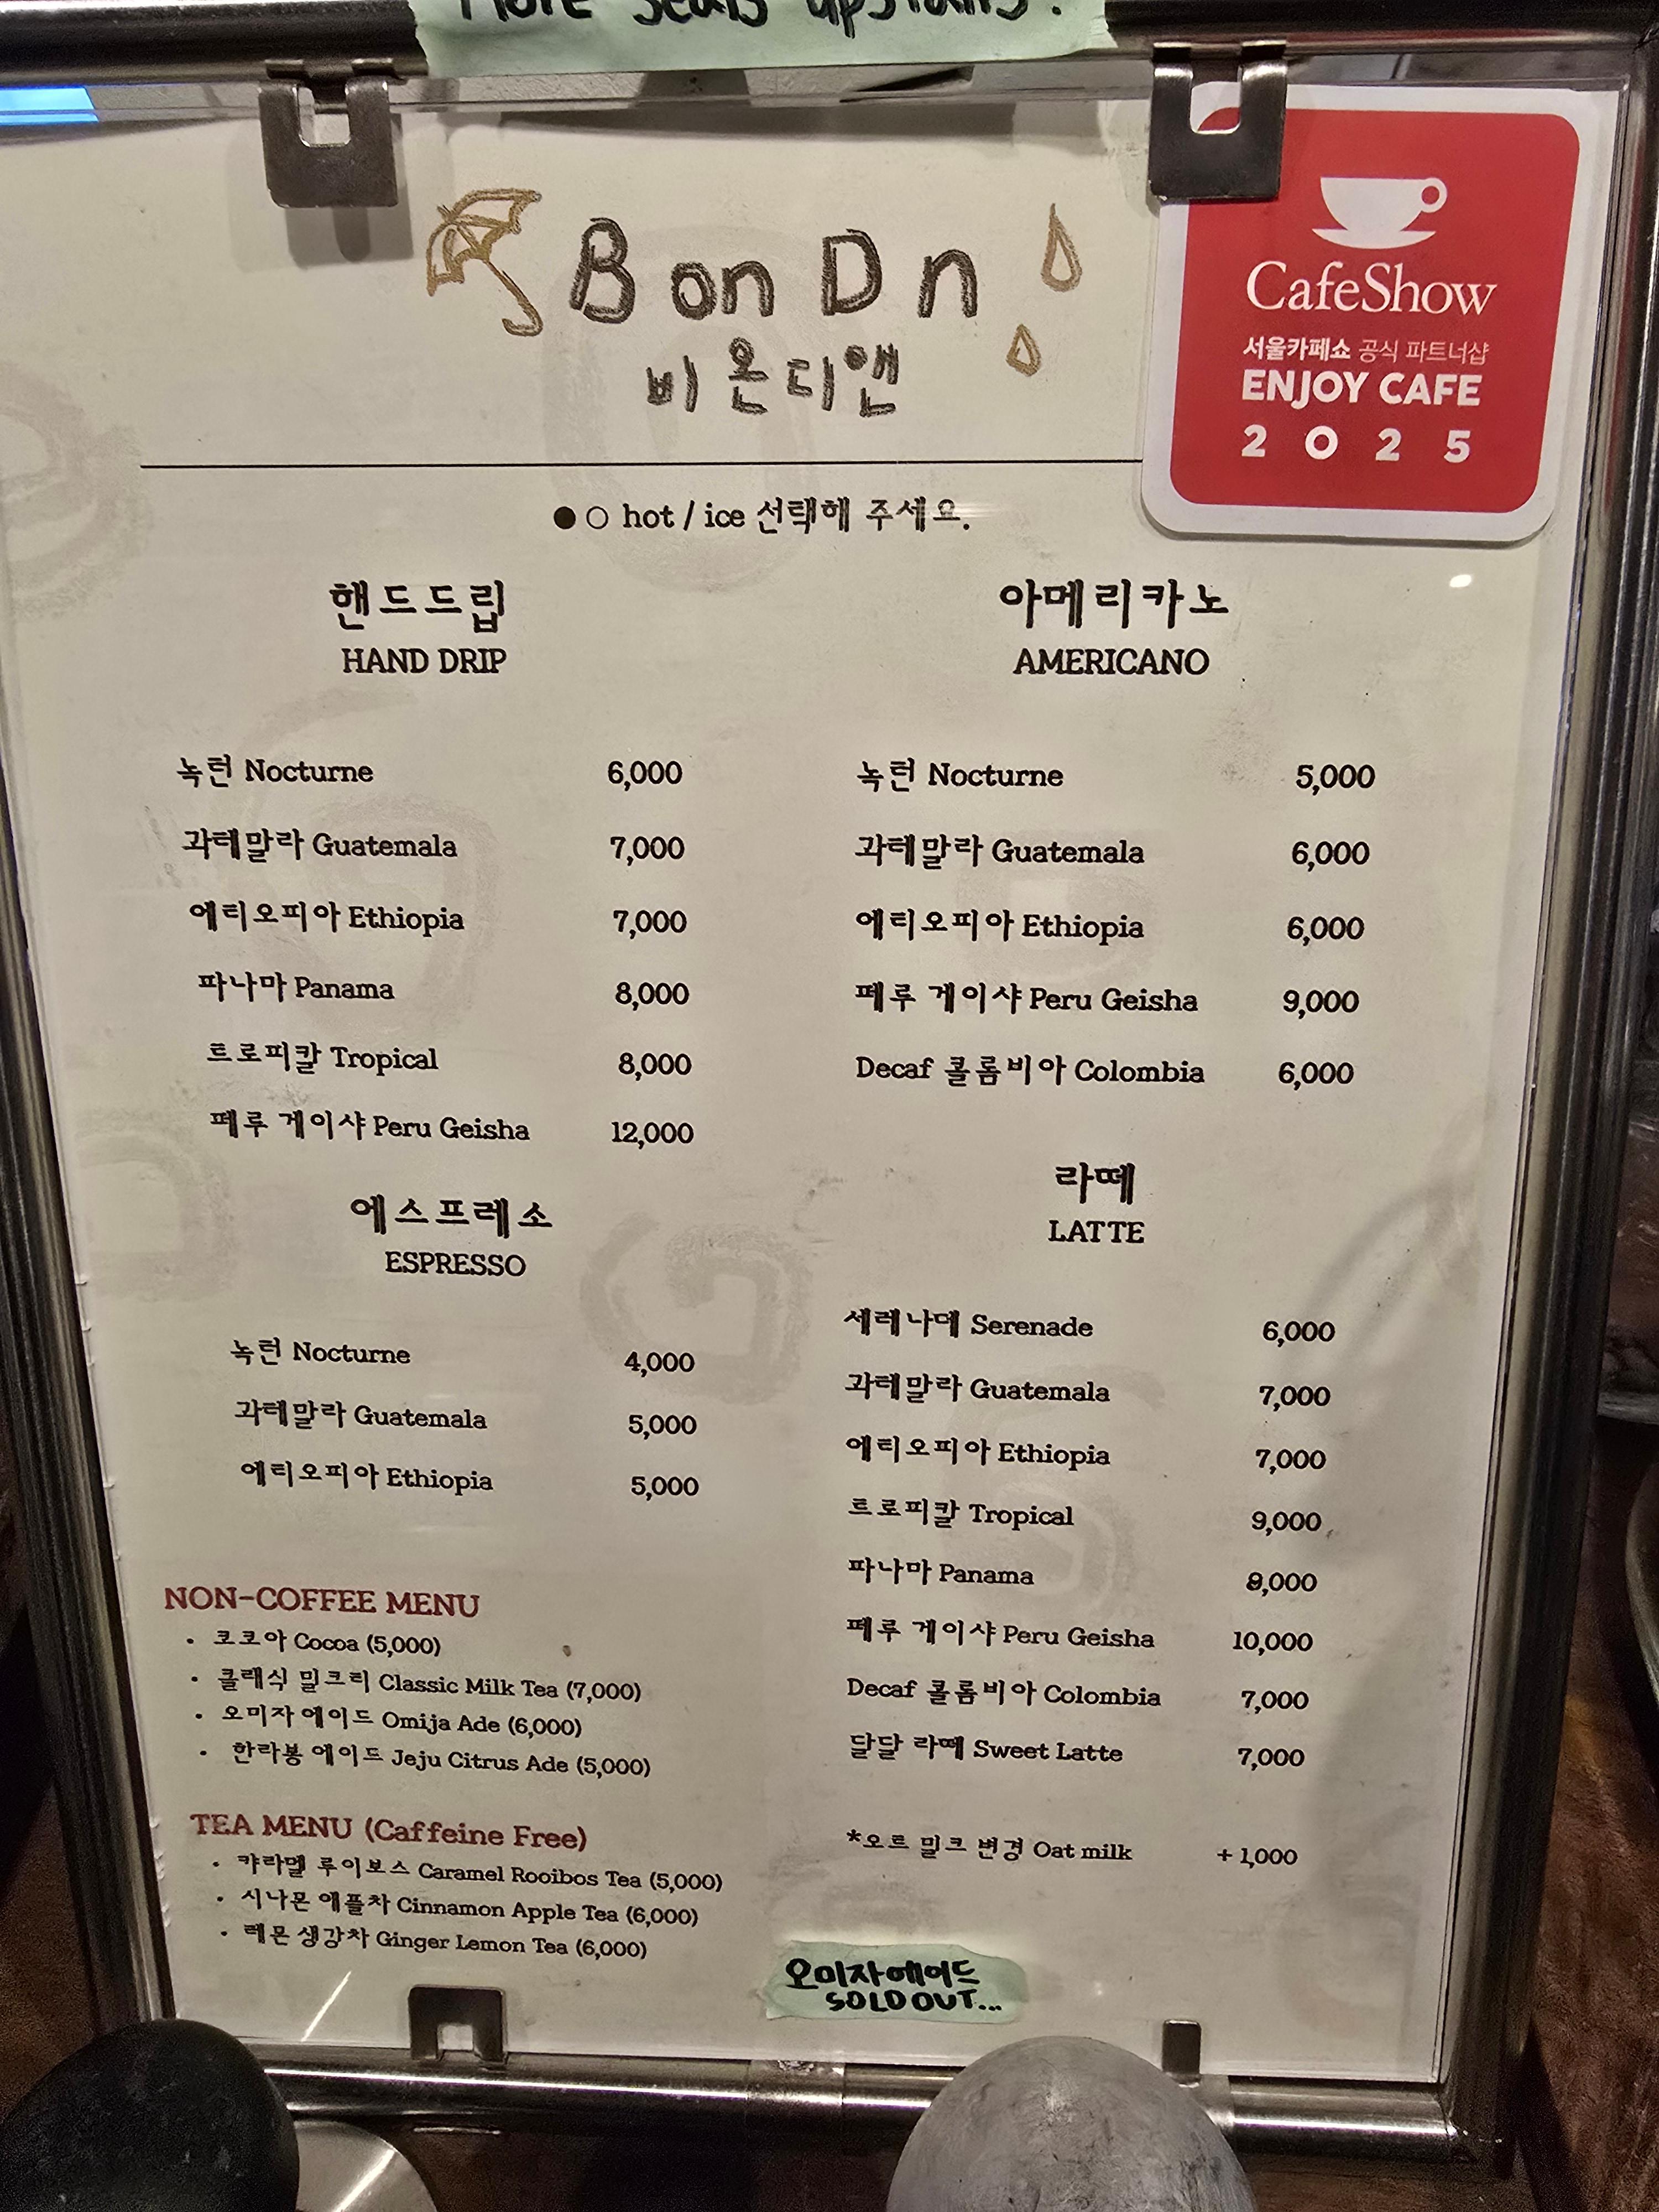 More seats upstairs!
Bon Dn
비온디앤
CafeShow
서울카페쇼 공식 파트너샵
ENJOY CAFE
2025
hot / ice 선택해 주세요.
핸드드립
HAND DRIP
녹턴 Nocturne 6,000
과테말라 Guatemala 7,000
에티오피아 Ethiopia 7,000
파나마 Panama 8,000
트로피칼 Tropical 8,000
페루 게이샤 Peru Geisha 12,000
에스프레소
ESPRESSO
녹턴 Nocturne 4,000
과테말라 Guatemala 5,000
에티오피아 Ethiopia 5,000
NON-COFFEE MENU
• 코코아 Cocoa (5,000)
• 클래식 밀크티 Classic Milk Tea (7,000)
• 오미자 에이드 Omija Ade (6,000)
• 한라봉 에이드 Jeju Citrus Ade (5,000)
TEA MENU (Caffeine Free)
• 캬라멜 루이보스 Caramel Rooibos Tea (5,000)
• 시나몬 애플차 Cinnamon Apple Tea (6,000)
• 레몬 생강차 Ginger Lemon Tea (6,000)
아메리카노
AMERICANO
녹턴 Nocturne 5,000
과테말라 Guatemala 6,000
에티오피아 Ethiopia 6,000
페루 게이샤 Peru Geisha 9,000
Decaf 콜롬비아 Colombia 6,000
라떼
LATTE
세레나데 Serenade 6,000
과테말라 Guatemala 7,000
에티오피아 Ethiopia 7,000
트로피칼 Tropical 9,000
파나마 Panama 9,000
페루 게이샤 Peru Geisha 10,000
Decaf 콜롬비아 Colombia 7,000
달달 라떼 Sweet Latte 7,000
*오트 밀크 변경 Oat milk +1,000
오미자에이드
SOLD OUT...